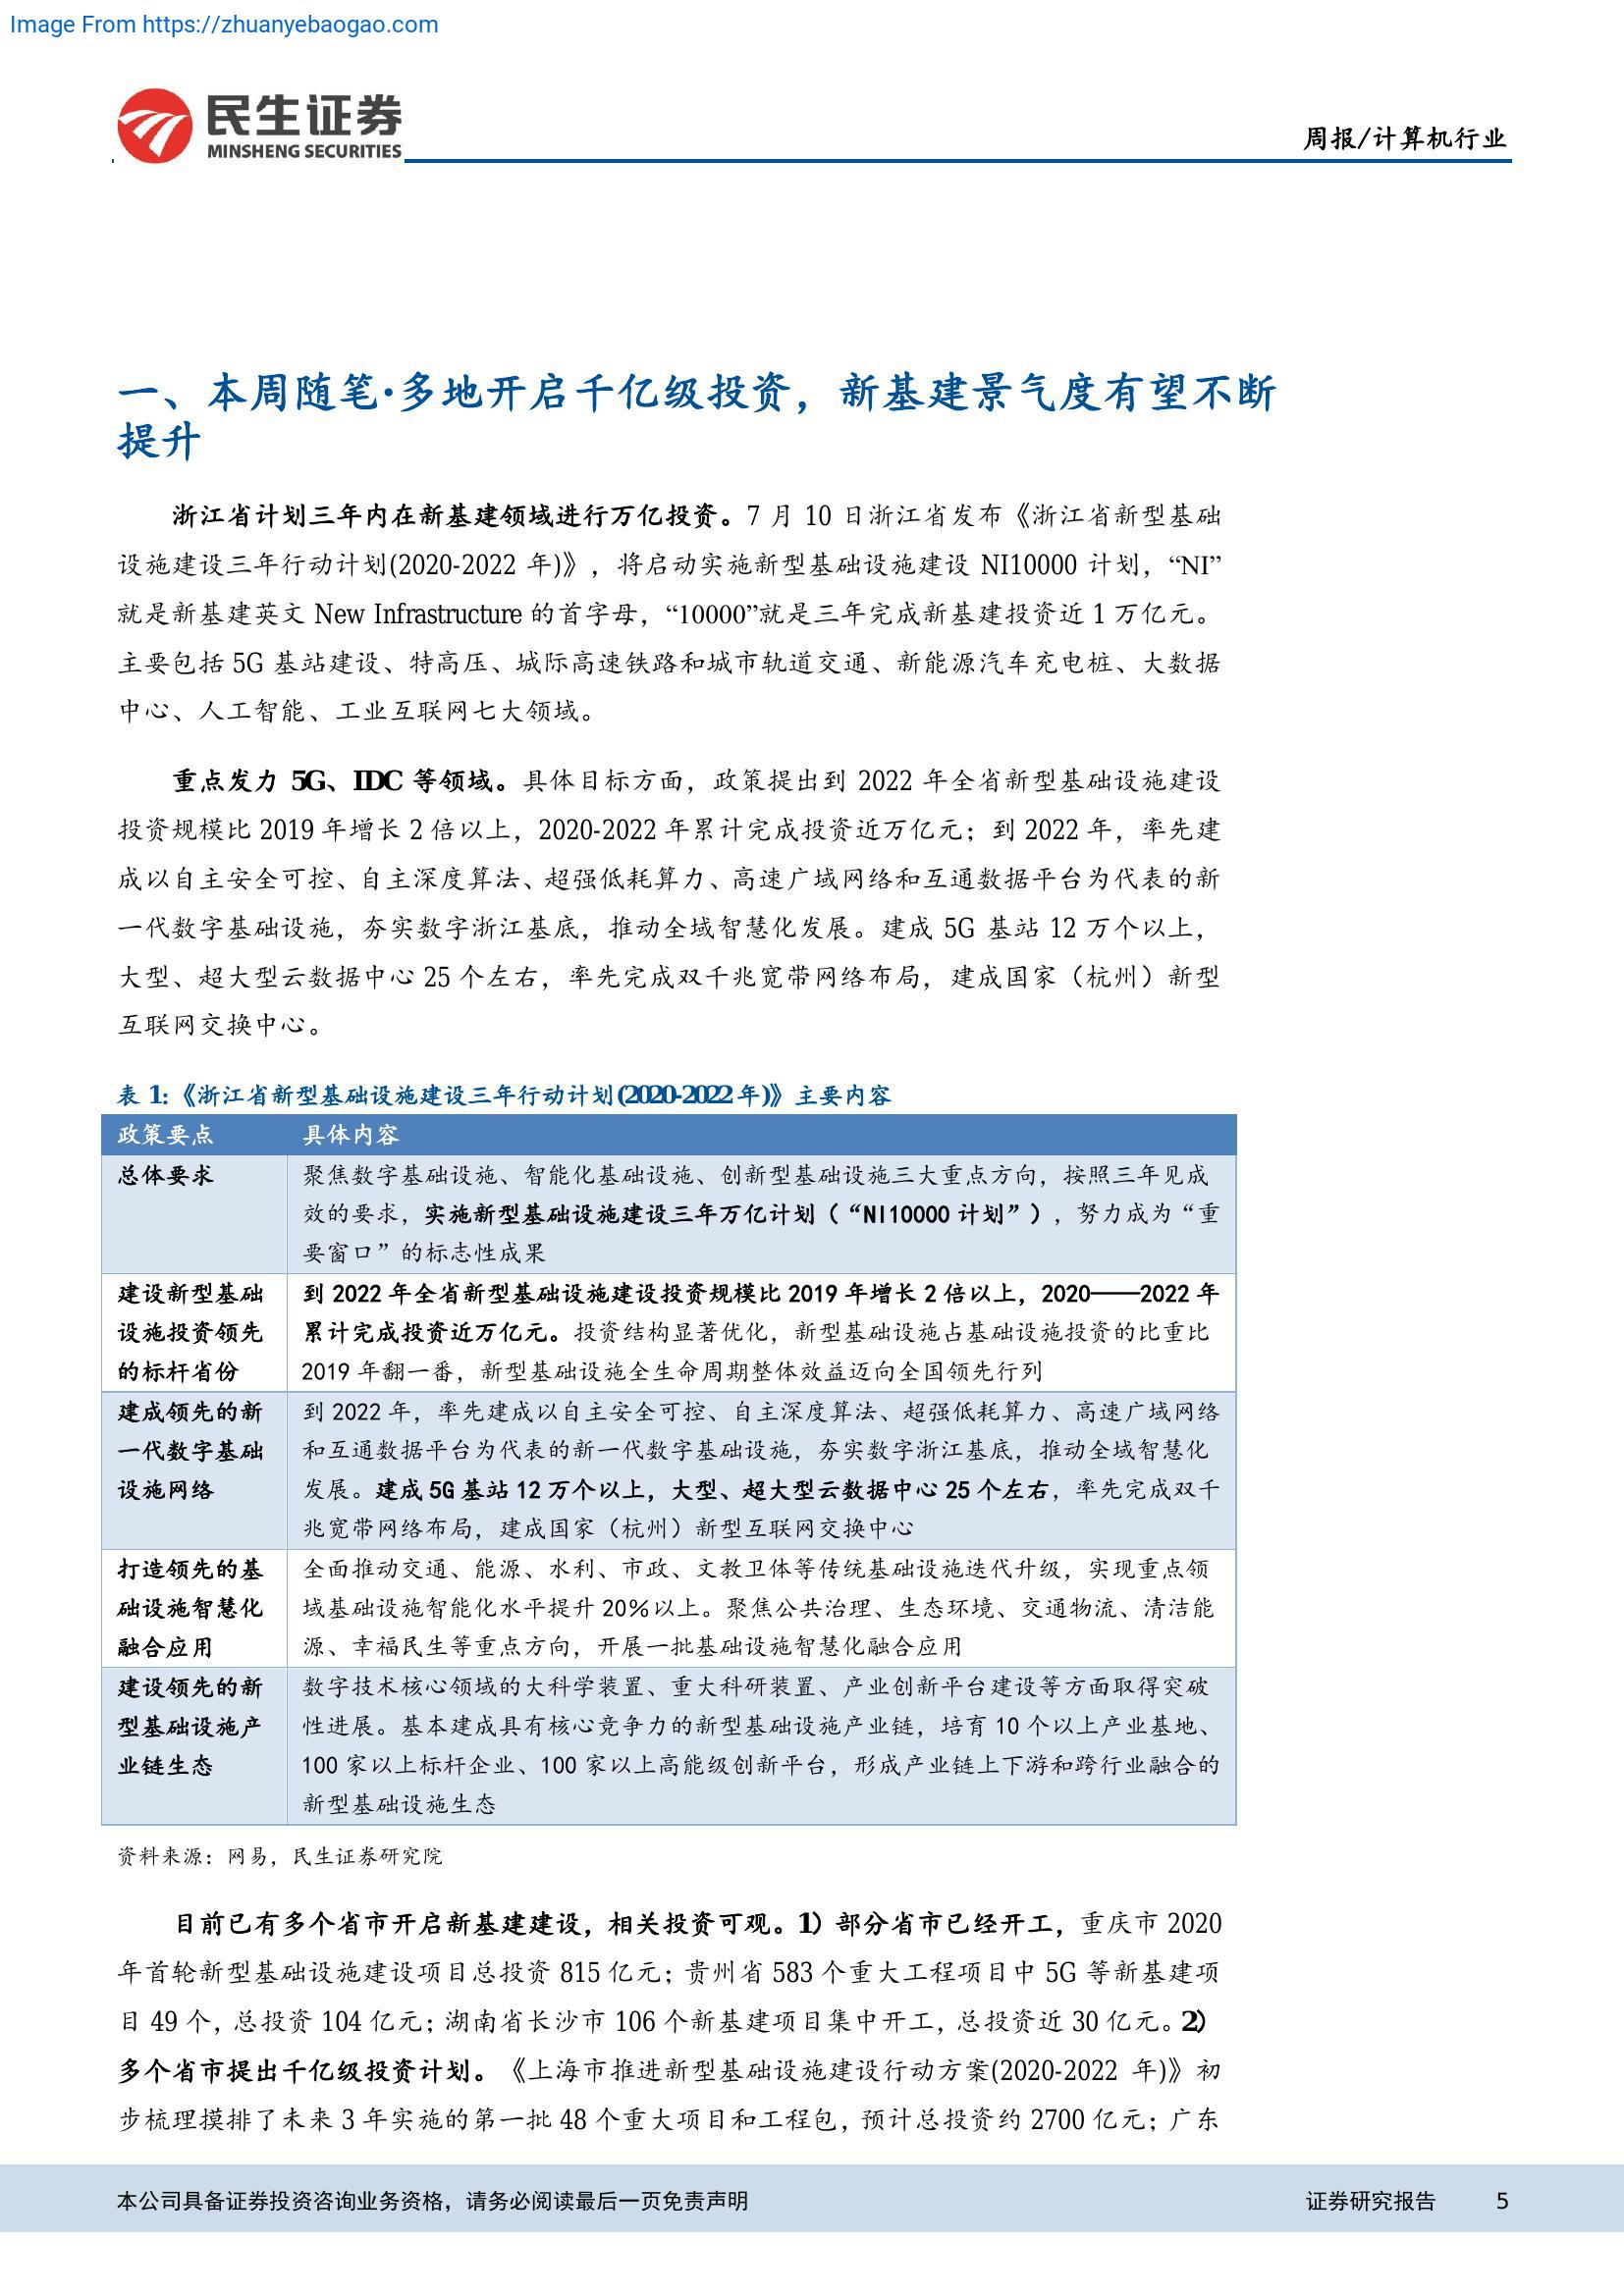 Image From https://zhuanyebaogao.com
民生证券
MINSHENG SECURITIES
周报/计算机行业
一、本周随笔·多地开启千亿级投资，新基建景气度有望不断
提升
浙江省计划三年内在新基建领域进行万亿投资。7 月 10 日浙江省发布《浙江省新型基础
设施建设三年行动计划(2020-2022 年)》，将启动实施新型基础设施建设 NI10000 计划，“NI”
就是新基建英文 New Infrastructure 的首字母，“10000”就是三年完成新基建投资近 1 万亿元。
主要包括 5G 基站建设、特高压、城际高速铁路和城市轨道交通、新能源汽车充电桩、大数据
中心、人工智能、工业互联网七大领域。
重点发力 5G、IDC 等领域。具体目标方面，政策提出到 2022 年全省新型基础设施建设
投资规模比 2019 年增长 2 倍以上，2020-2022 年累计完成投资近万亿元；到 2022 年，率先建
成以自主安全可控、自主深度算法、超强低耗算力、高速广域网络和互通数据平台为代表的新
一代数字基础设施，夯实数字浙江基底，推动全域智慧化发展。建成 5G 基站 12 万个以上，
大型、超大型云数据中心 25 个左右，率先完成双千兆宽带网络布局，建成国家（杭州）新型
互联网交换中心。
表 1:《浙江省新型基础设施建设三年行动计划(2020-2022 年)》主要内容
政策要点 具体内容
总体要求 聚焦数字基础设施、智能化基础设施、创新型基础设施三大重点方向，按照三年见成
效的要求，实施新型基础设施建设三年万亿计划（“NI10000 计划”），努力成为“重
要窗口”的标志性成果
建设新型基础 到 2022 年全省新型基础设施建设投资规模比 2019 年增长 2 倍以上，2020——2022 年
设施投资领先 累计完成投资近万亿元。投资结构显著优化，新型基础设施占基础设施投资的比重比
的标杆省份 2019 年翻一番，新型基础设施全生命周期整体效益迈向全国领先行列
建成领先的新 到 2022 年，率先建成以自主安全可控、自主深度算法、超强低耗算力、高速广域网络
一代数字基础 和互通数据平台为代表的新一代数字基础设施，夯实数字浙江基底，推动全域智慧化
设施网络 发展。建成 5G 基站 12 万个以上，大型、超大型云数据中心 25 个左右，率先完成双千
兆宽带网络布局，建成国家（杭州）新型互联网交换中心
打造领先的基 全面推动交通、能源、水利、市政、文教卫体等传统基础设施迭代升级，实现重点领
础设施智慧化 域基础设施智能化水平提升 20%以上。聚焦公共治理、生态环境、交通物流、清洁能
融合应用 源、幸福民生等重点方向，开展一批基础设施智慧化融合应用
建设领先的新 数字技术核心领域的大科学装置、重大科研装置、产业创新平台建设等方面取得突破
型基础设施产 性进展。基本建成具有核心竞争力的新型基础设施产业链，培育 10 个以上产业基地、
业链生态 100 家以上标杆企业、100 家以上高能级创新平台，形成产业链上下游和跨行业融合的
新型基础设施生态
资料来源：网易，民生证券研究院
目前已有多个省市开启新基建建设，相关投资可观。1）部分省市已经开工，重庆市 2020
年首轮新型基础设施建设项目总投资 815 亿元；贵州省 583 个重大工程项目中 5G 等新基建项
目 49 个，总投资 104 亿元；湖南省长沙市 106 个新基建项目集中开工，总投资近 30 亿元。2）
多个省市提出千亿级投资计划。《上海市推进新型基础设施建设行动方案(2020-2022 年)》初
步梳理摸排了未来 3 年实施的第一批 48 个重大项目和工程包，预计总投资约 2700 亿元；广东
本公司具备证券投资咨询业务资格，请务必阅读最后一页免责声明 证券研究报告 5